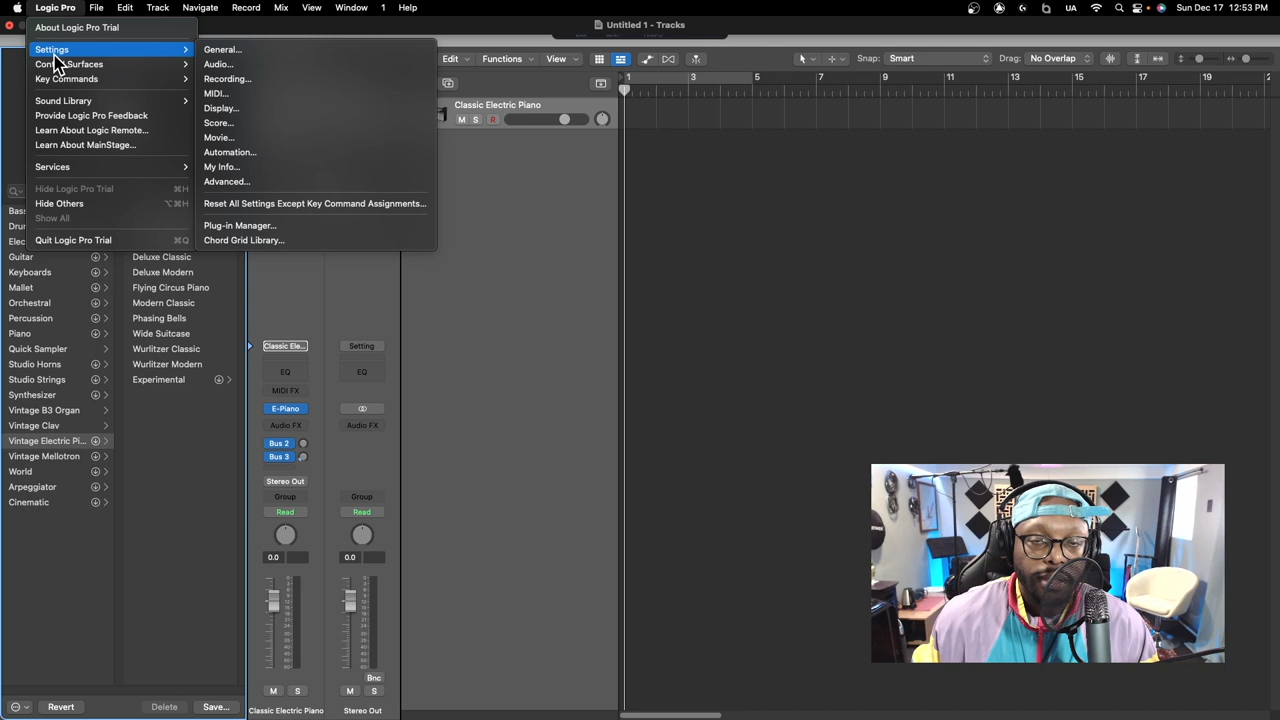 Logic Pro File Edit Track Navigate Record Mix View Window 1 Help UA Sun Dec 17 12:53 PM
Untitled 1 - Tracks
About Logic Pro Trial
Settings
Surfaces
Key Commands
Sound Library
Provide Logic Pro Feedback
Learn About Logic Remote...
Learn About MainStage...
Services
Hide Logic Pro Trial ⌘H
Hide Others ⌥⌘H
Show All
Quit Logic Pro Trial ⌘Q
General...
Audio...
Recording...
MIDI...
Display...
Score...
Movie...
Automation...
My Info...
Advanced...
Reset All Settings Except Key Command Assignments...
Plug-in Manager...
Chord Grid Library...
Edit Functions View Snap: Smart Drag: No Overlap
1 3 5 7 9 11 13 15 17 19
Classic Electric Piano
M S R
Guitar
Keyboards
Mallet
Orchestral
Percussion
Piano
Quick Sampler
Studio Horns
Studio Strings
Synthesizer
Vintage B3 Organ
Vintage Clav
Vintage Electric Pi...
Vintage Mellotron
World
Arpeggiator
Cinematic
Deluxe Classic
Deluxe Modern
Flying Circus Piano
Modern Classic
Phasing Bells
Wide Suitcase
Wurlitzer Classic
Wurlitzer Modern
Experimental
Classic Ele...
EQ
MIDI FX
E-Piano
Audio FX
Bus 2
Bus 3
Stereo Out
Group
Read
0.0
M S
Classic Electric Piano
Setting
EQ
Audio FX
Group
Read
0.0
Bnc
M S
Stereo Out
Revert Delete Save...